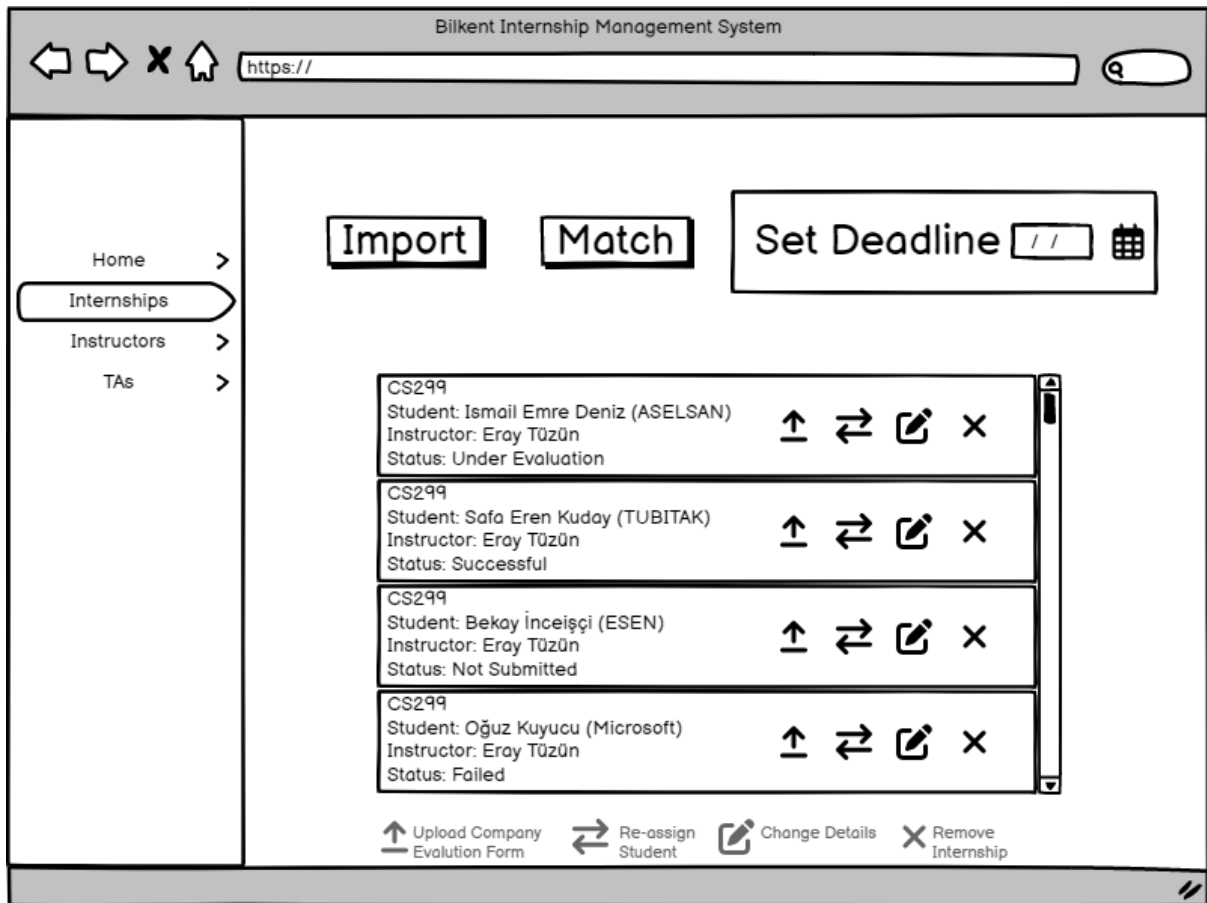 Bilkent Internship Management System
https://
Import
Match
Set Deadline / /
Home
Internships
Instructors
TAs
CS299
Student: Ismail Emre Deniz (ASELSAN)
Instructor: Eray Tüzün
Status: Under Evaluation
CS299
Student: Safa Eren Kuday (TUBITAK)
Instructor: Eray Tüzün
Status: Successful
CS299
Student: Bekay İnceişçi (ESEN)
Instructor: Eray Tüzün
Status: Not Submitted
CS299
Student: Oğuz Kuyucu (Microsoft)
Instructor: Eray Tüzün
Status: Failed
Upload Company
Evalution Form
Re-assign
Student
Change Details
Remove
Internship